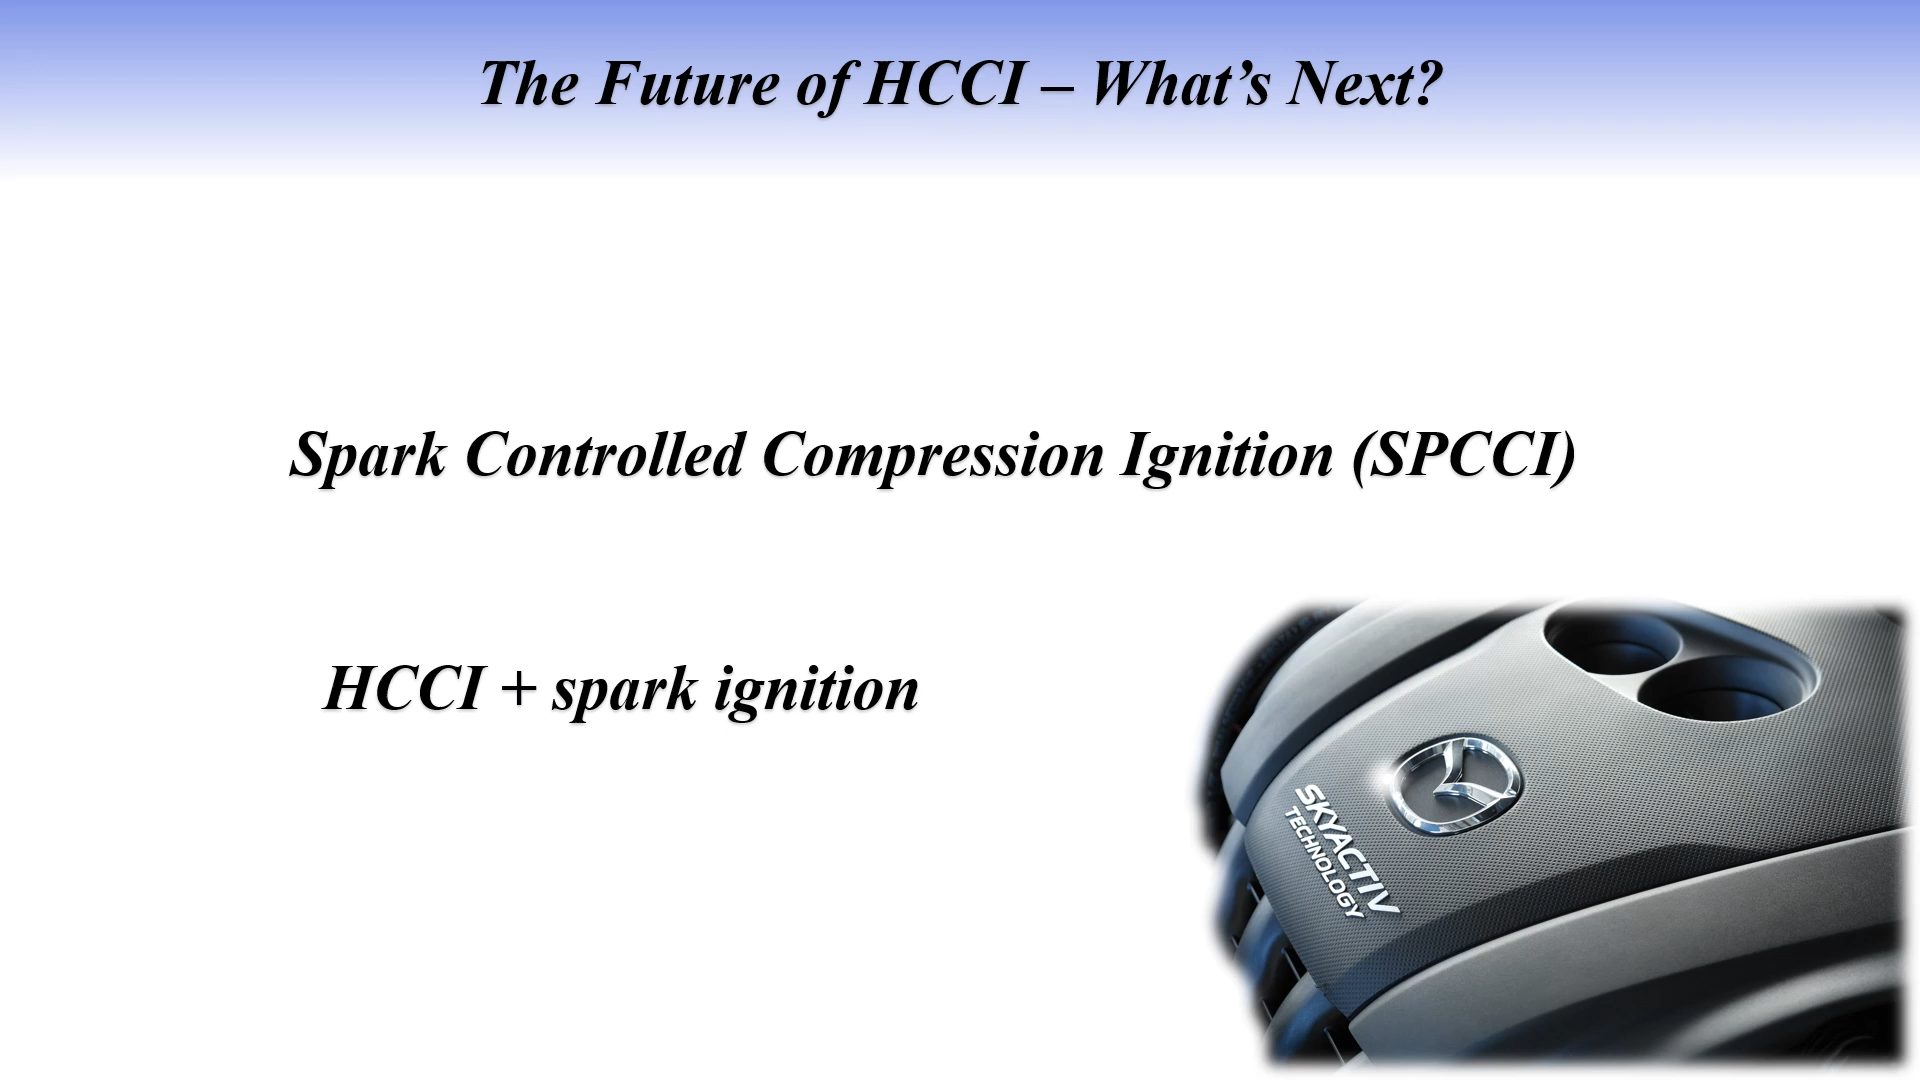 The Future of HCCI – What’s Next?
Spark Controlled Compression Ignition (SPCCI)
HCCI + spark ignition
SKYACTIV
TECHNOLOGY